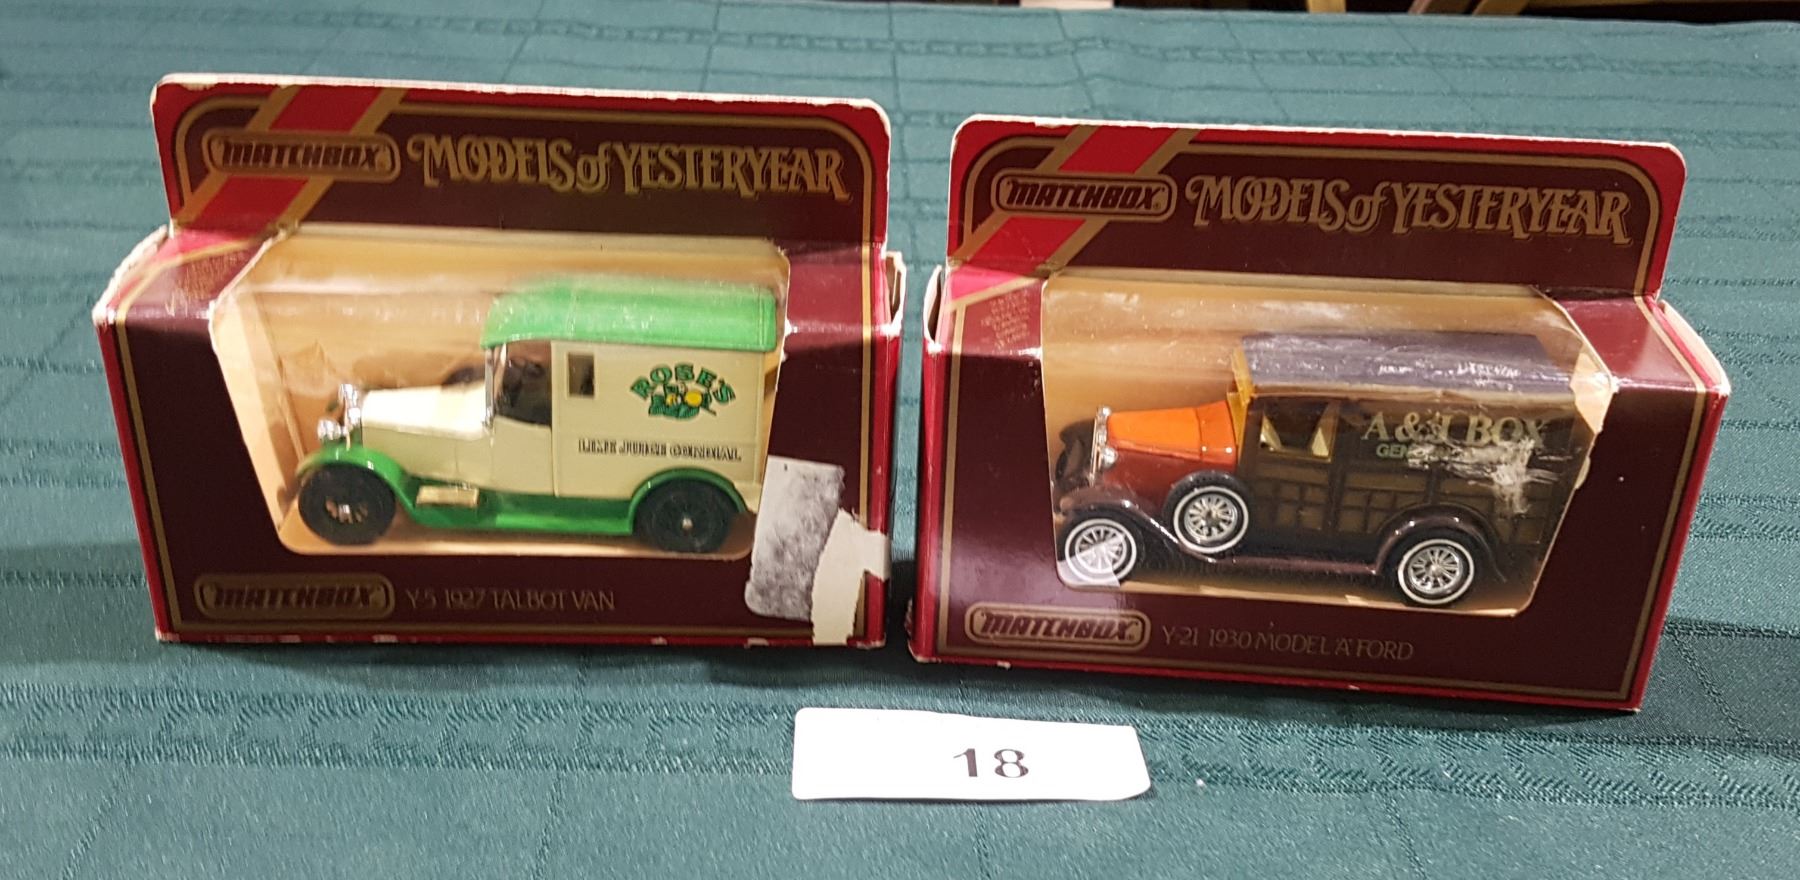 MATCHBOX MODELS of YESTERYEAR
ROSE'S
LIME JUICE CORDIAL
MATCHBOX Y-5 1927 TALBOT VAN
MATCHBOX MODELS of YESTERYEAR
A & J BOX
MATCHBOX Y-21 1930 MODEL 'A' FORD
18